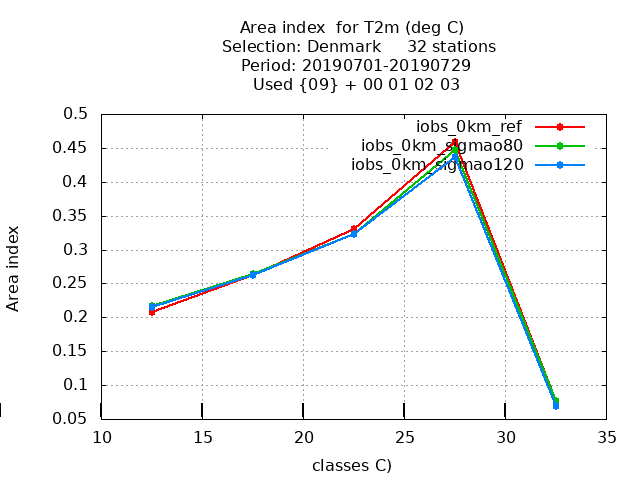 Area index  for T2m (deg C)
Selection: Denmark     32 stations
Period: 20190701-20190729
Used {09} + 00 01 02 03
iobs_0km_ref
iobs_0km_sigmao80
iobs_0km_sigmao120
0.5
0.45
0.4
0.35
0.3
0.25
0.2
0.15
0.1
0.05
Area index
10 15 20 25 30 35
classes C)